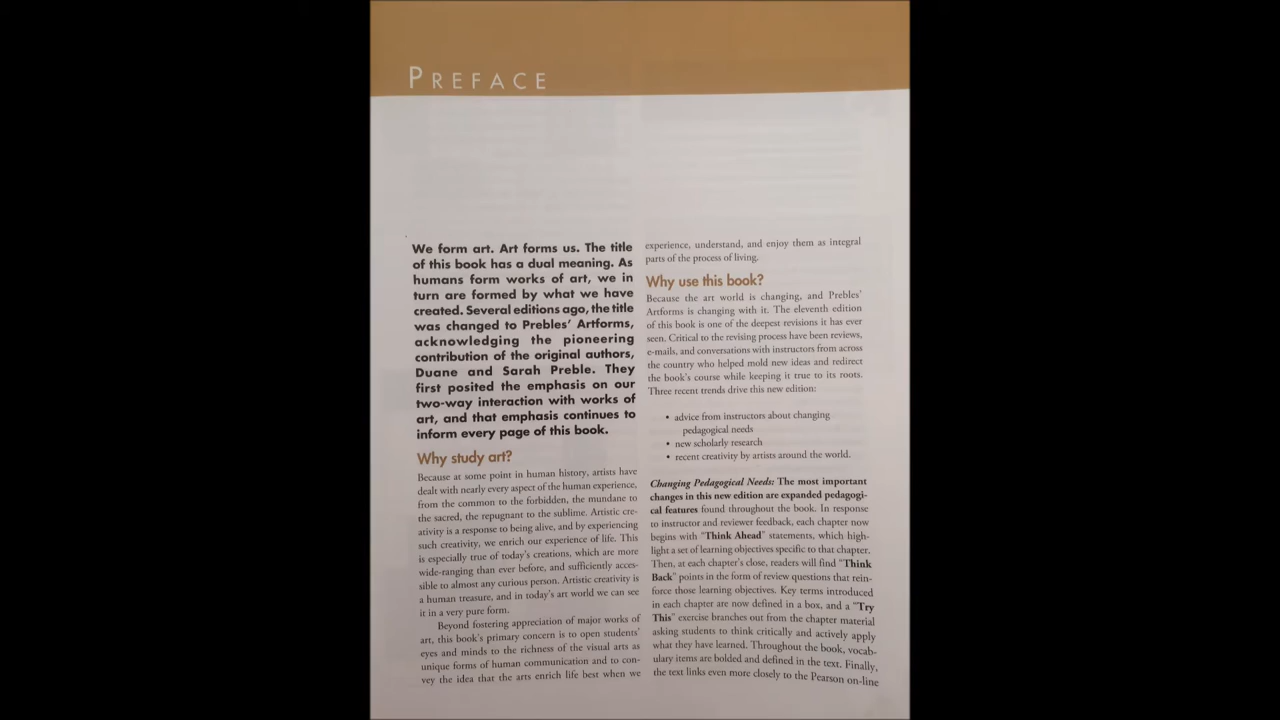 PREFACE
We form art. Art forms us. The title
of this book has a dual meaning. As
humans form works of art, we in
turn are formed by what we have
created. Several editions ago, the title
was changed to Prebles' Artforms,
acknowledging the pioneering
contribution of the original authors,
Duane and Sarah Preble. They
first posited the emphasis on our
two-way interaction with works of
art, and that emphasis continues to
inform every page of this book.
Why study art?
Because at some point in human history, artists have
dealt with nearly every aspect of the human experience,
from the common to the forbidden, the mundane to
the sacred, the repugnant to the sublime. Artistic cre-
ativity is a response to being alive, and by experiencing
such creativity, we enrich our experience of life. This
is especially true of today's creations, which are more
wide-ranging than ever before, and sufficiently acces-
sible to almost any curious person. Artistic creativity is
a human treasure, and in today's art world we can see
it in a very pure form.
Beyond fostering appreciation of major works of
art, this book's primary concern is to open students'
eyes and minds to the richness of the visual arts as
unique forms of human communication and to con-
vey the idea that the arts enrich life best when we
experience, understand, and enjoy them as integral
parts of the process of living.
Why use this book?
Because the art world is changing, and Prebles'
Artforms is changing with it. The eleventh edition
of this book is one of the deepest revisions it has ever
seen. Critical to the revising process have been reviews,
e-mails, and conversations with instructors from across
the country who helped mold new ideas and redirect
the book's course while keeping it true to its roots.
Three recent trends drive this new edition:
• advice from instructors about changing
pedagogical needs
• new scholarly research
• recent creativity by artists around the world.
Changing Pedagogical Needs: The most important
changes in this new edition are expanded pedagogi-
cal features found throughout the book. In response
to instructor and reviewer feedback, each chapter now
begins with "Think Ahead" statements, which high-
light a set of learning objectives specific to that chapter.
Then, at each chapter's close, readers will find "Think
Back" points in the form of review questions that rein-
force those learning objectives. Key terms introduced
in each chapter are now defined in a box, and a "Try
This" exercise branches out from the chapter material
asking students to think critically and actively apply
what they have learned. Throughout the book, vocab-
ulary items are bolded and defined in the text. Finally,
the text links even more closely to the Pearson on-line